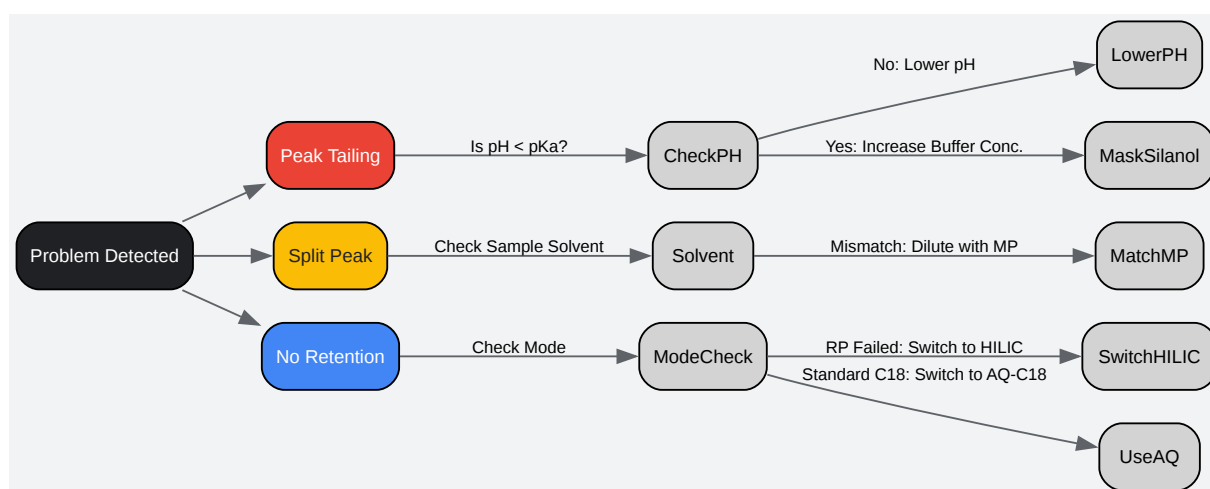 No: Lower pH
LowerPH
Peak Tailing
Is pH < pKa?
CheckPH
Yes: Increase Buffer Conc.
MaskSilanol
Problem Detected
Split Peak
Check Sample Solvent
Solvent
Mismatch: Dilute with MP
MatchMP
No Retention
Check Mode
ModeCheck
RP Failed: Switch to HILIC
SwitchHILIC
Standard C18: Switch to AQ-C18
UseAQ